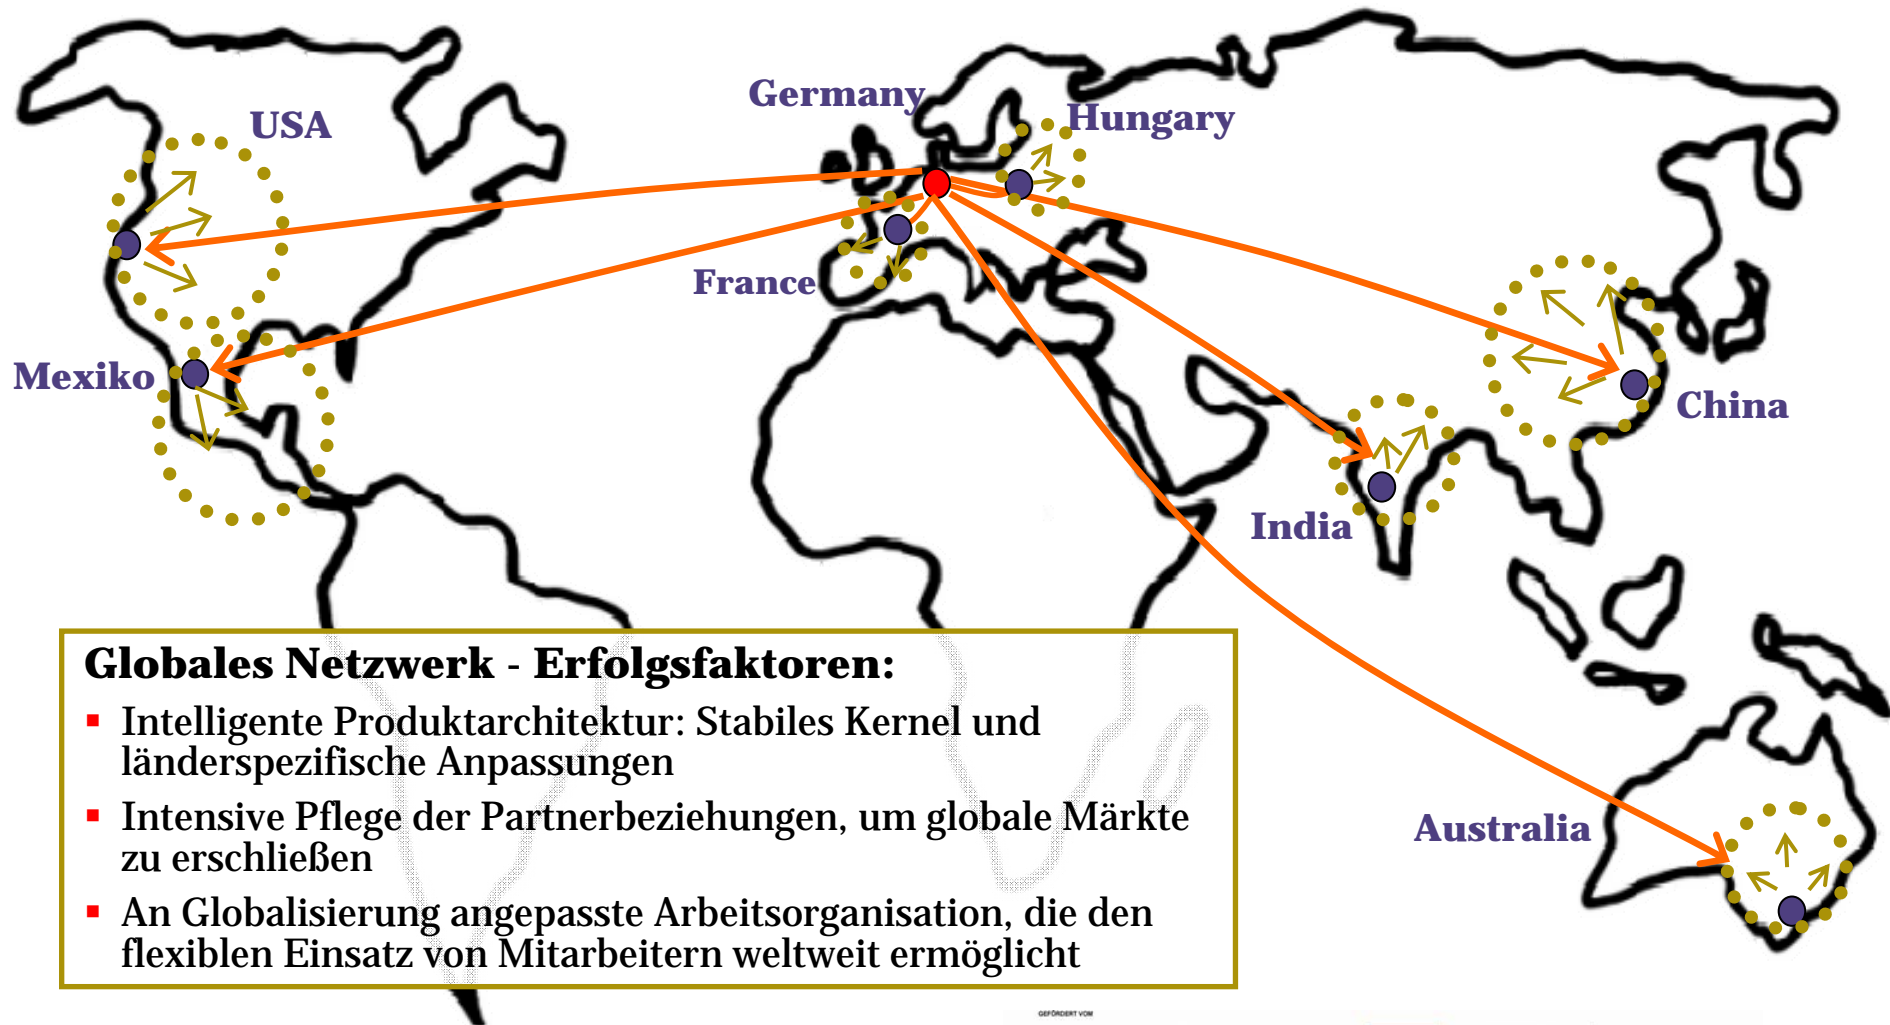 USA
Germany
Hungary
France
Mexiko
China
India
Australia
Globales Netzwerk - Erfolgsfaktoren:
▪ Intelligente Produktarchitektur: Stabiles Kernel und
länderspezifische Anpassungen
▪ Intensive Pflege der Partnerbeziehungen, um globale Märkte
zu erschließen
▪ An Globalisierung angepasste Arbeitsorganisation, die den
flexiblen Einsatz von Mitarbeitern weltweit ermöglicht
GEFÖRDERT VOM